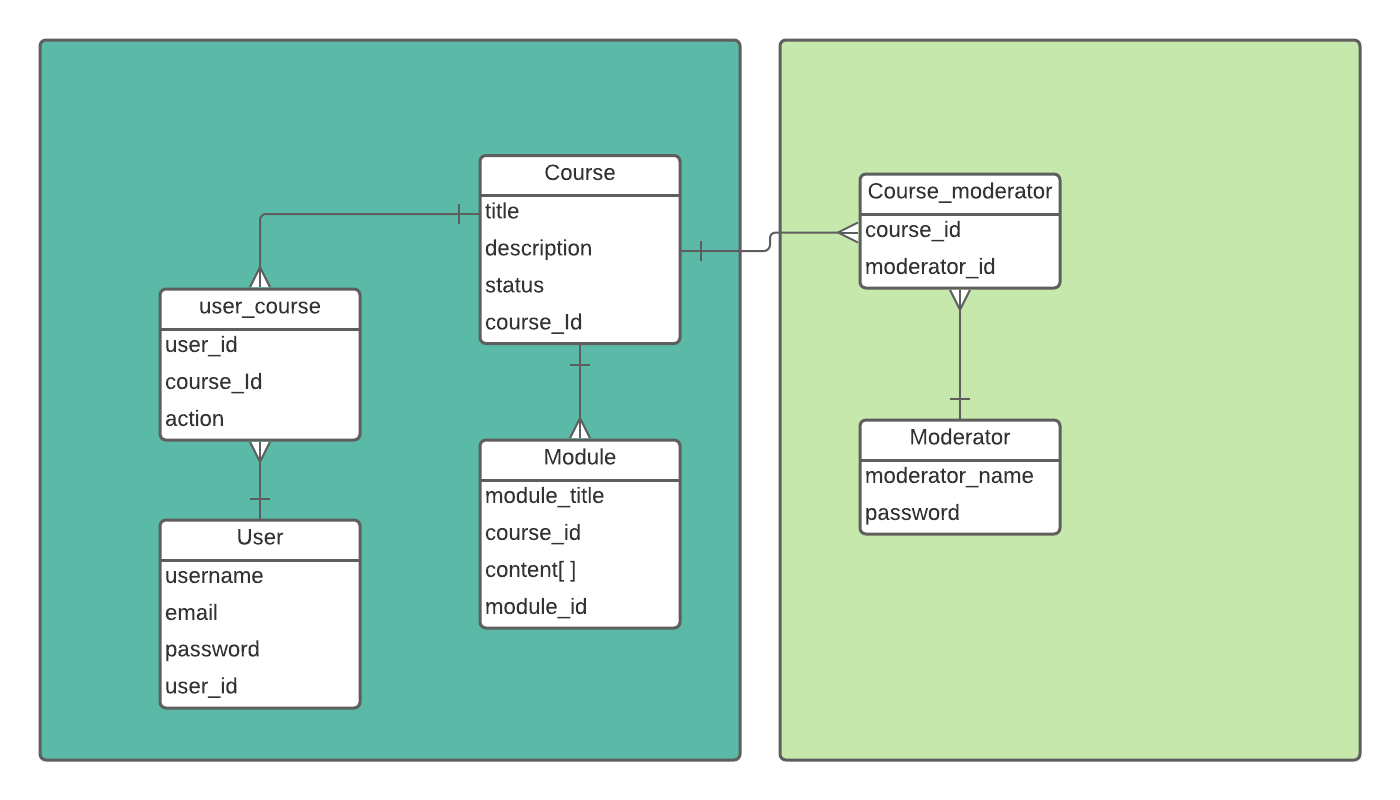 Course
title
description
status
course_Id
user_course
user_id
course_Id
action
User
username
email
password
user_id
Module
module_title
course_id
content[ ]
module_id
Course_moderator
course_id
moderator_id
Moderator
moderator_name
password